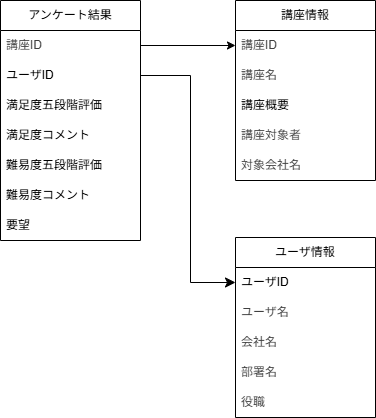 アンケート結果
講座ID
ユーザID
満足度五段階評価
満足度コメント
難易度五段階評価
難易度コメント
要望
講座情報
講座ID
講座名
講座概要
講座対象者
対象会社名
ユーザ情報
ユーザID
ユーザ名
会社名
部署名
役職